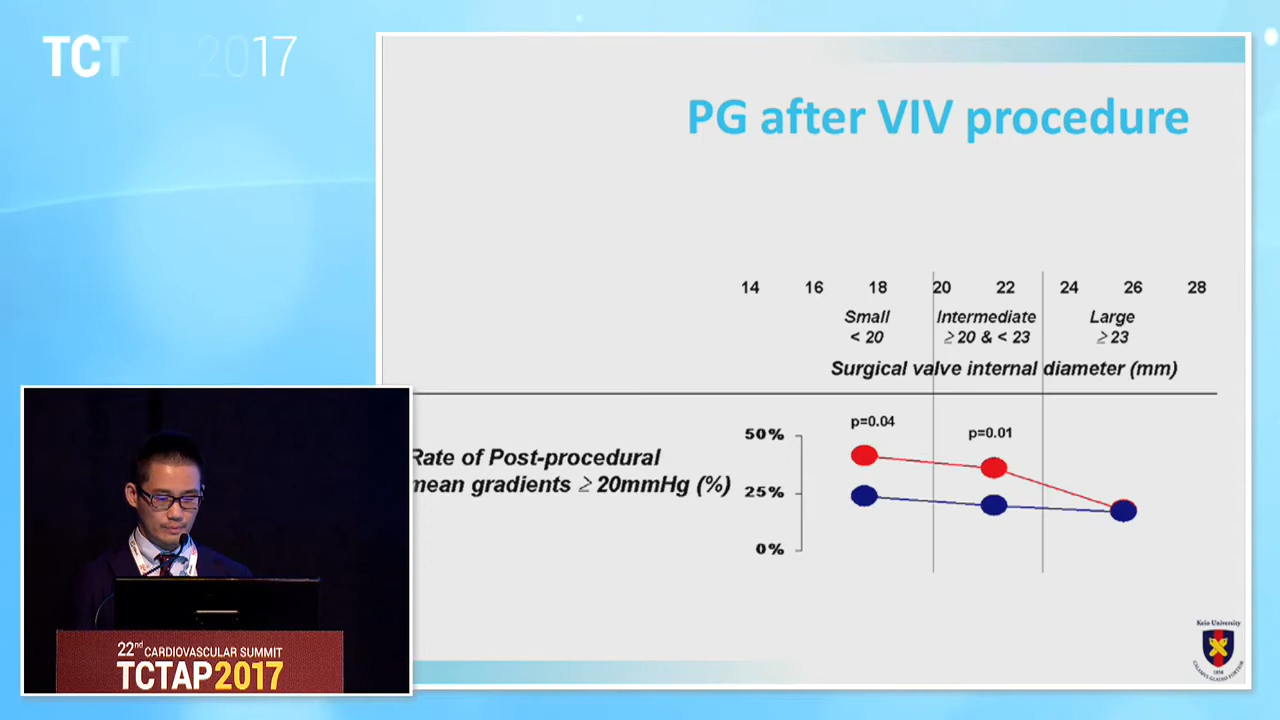 TCT 2017
PG after VIV procedure
14 16 18 20 22 24 26 28
Small
< 20
Intermediate
≥ 20 & < 23
Large
≥ 23
Surgical valve internal diameter (mm)
Rate of Post-procedural
mean gradients ≥ 20mmHg (%)
50%
25%
0%
p=0.04
p=0.01
Keio University
22nd CARDIOVASCULAR SUMMIT
TCTAP2017